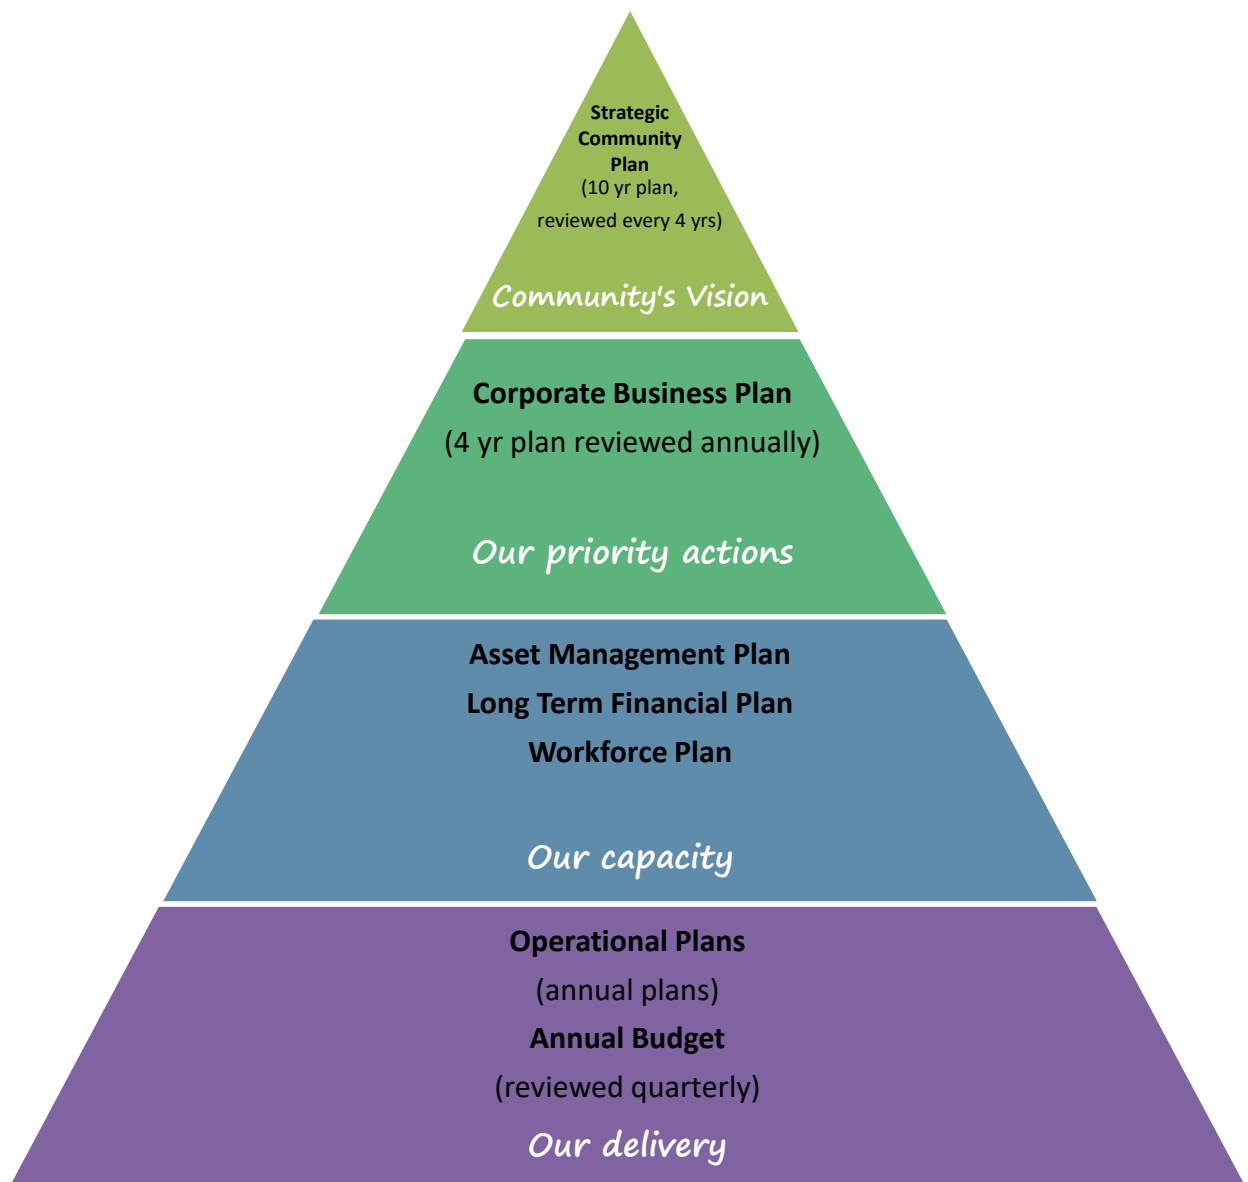 Strategic
Community
Plan
(10 yr plan,
reviewed every 4 yrs)
Community's Vision
Corporate Business Plan
(4 yr plan reviewed annually)
Our priority actions
Asset Management Plan
Long Term Financial Plan
Workforce Plan
Our capacity
Operational Plans
(annual plans)
Annual Budget
(reviewed quarterly)
Our delivery